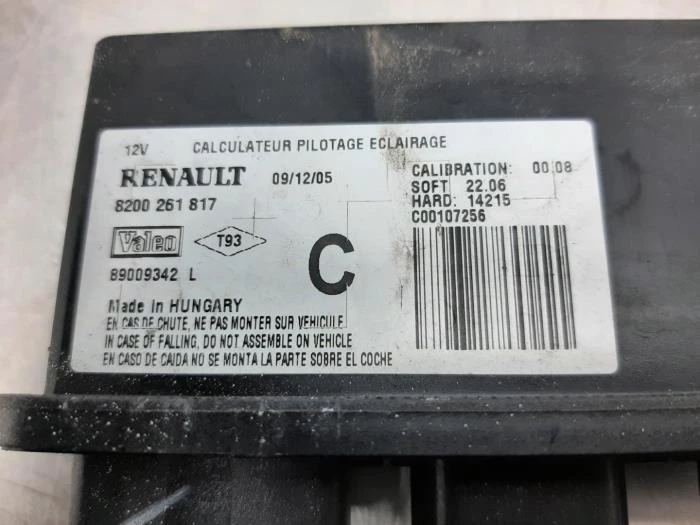 12V CALCULATEUR PILOTAGE ECLAIRAGE
RENAULT 09/12/05
8200 261 817
CALIBRATION: 00.08
SOFT 22.06
HARD: 14215
C00107256
Valeo T93
89009342 L
C
Made In HUNGARY
EN CAS DE CHUTE, NE PAS MONTER SUR VEHICULE
IN CASE OF FALLING, DO NOT ASSEMBLE ON VEHICLE
EN CASO DE CAIDA NO SE MONTA LA PARTE SOBRE EL COCHE